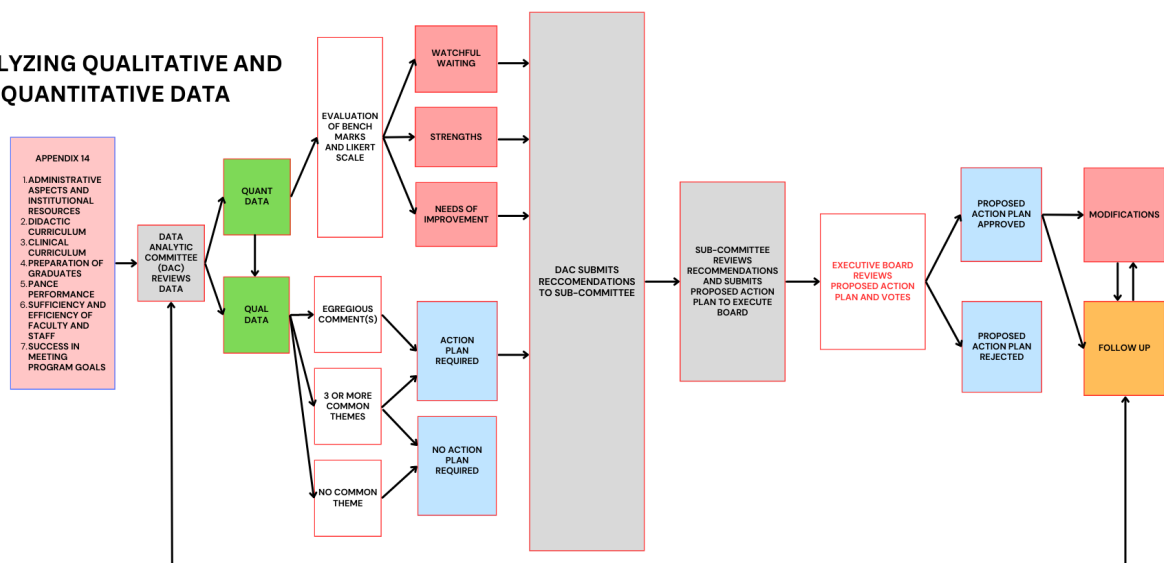 LYZING QUALITATIVE AND
QUANTITATIVE DATA
APPENDIX 14
1. ADMINISTRATIVE
ASPECTS AND
INSTITUTIONAL
RESOURCES
2. DIDACTIC
CURRICULUM
3. CLINICAL
CURRICULUM
4. PREPARATION OF
GRADUATES
5. PANCE
PERFORMANCE
6. SUFFICIENCY AND
EFFICIENCY OF
FACULTY AND
STAFF
7. SUCCESS IN
MEETING
PROGRAM GOALS
DATA
ANALYTIC
COMMITTEE
(DAC)
REVIEWS
DATA
QUANT
DATA
QUAL
DATA
EVALUATION
OF BENCH
MARKS
AND LIKERT
SCALE
EGREGIOUS
COMMENT(S)
3 OR MORE
COMMON
THEMES
NO COMMON
THEME
WATCHFUL
WAITING
STRENGTHS
NEEDS OF
IMPROVEMENT
ACTION
PLAN
REQUIRED
NO ACTION
PLAN
REQUIRED
DAC SUBMITS
RECCOMENDATIONS
TO SUB-COMMITTEE
SUB-COMMITTEE
REVIEWS
RECOMMENDATIONS
AND SUBMITS
PROPOSED ACTION
PLAN TO EXECUTE
BOARD
EXECUTIVE BOARD
REVIEWS
PROPOSED ACTION
PLAN AND VOTES
PROPOSED
ACTION PLAN
APPROVED
PROPOSED
ACTION PLAN
REJECTED
MODIFICATIONS
FOLLOW UP